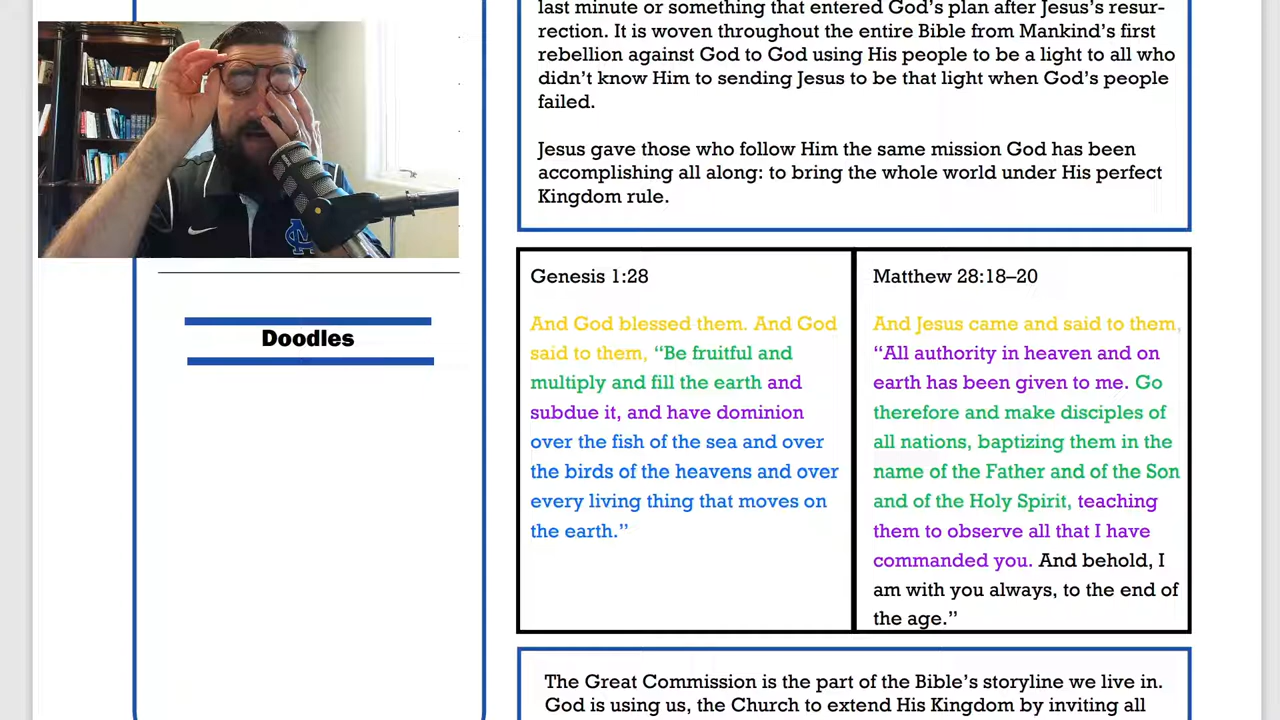 last minute or something that entered God’s plan after Jesus’s resur-
rection. It is woven throughout the entire Bible from Mankind’s first
rebellion against God to God using His people to be a light to all who
didn’t know Him to sending Jesus to be that light when God’s people
failed.
Jesus gave those who follow Him the same mission God has been
accomplishing all along: to bring the whole world under His perfect
Kingdom rule.
Doodles
Genesis 1:28
And God blessed them. And God
said to them, “Be fruitful and
multiply and fill the earth and
subdue it, and have dominion
over the fish of the sea and over
the birds of the heavens and over
every living thing that moves on
the earth.”
Matthew 28:18–20
And Jesus came and said to them,
“All authority in heaven and on
earth has been given to me. Go
therefore and make disciples of
all nations, baptizing them in the
name of the Father and of the Son
and of the Holy Spirit, teaching
them to observe all that I have
commanded you. And behold, I
am with you always, to the end of
the age.”
The Great Commission is the part of the Bible’s storyline we live in.
God is using us, the Church to extend His Kingdom by inviting all